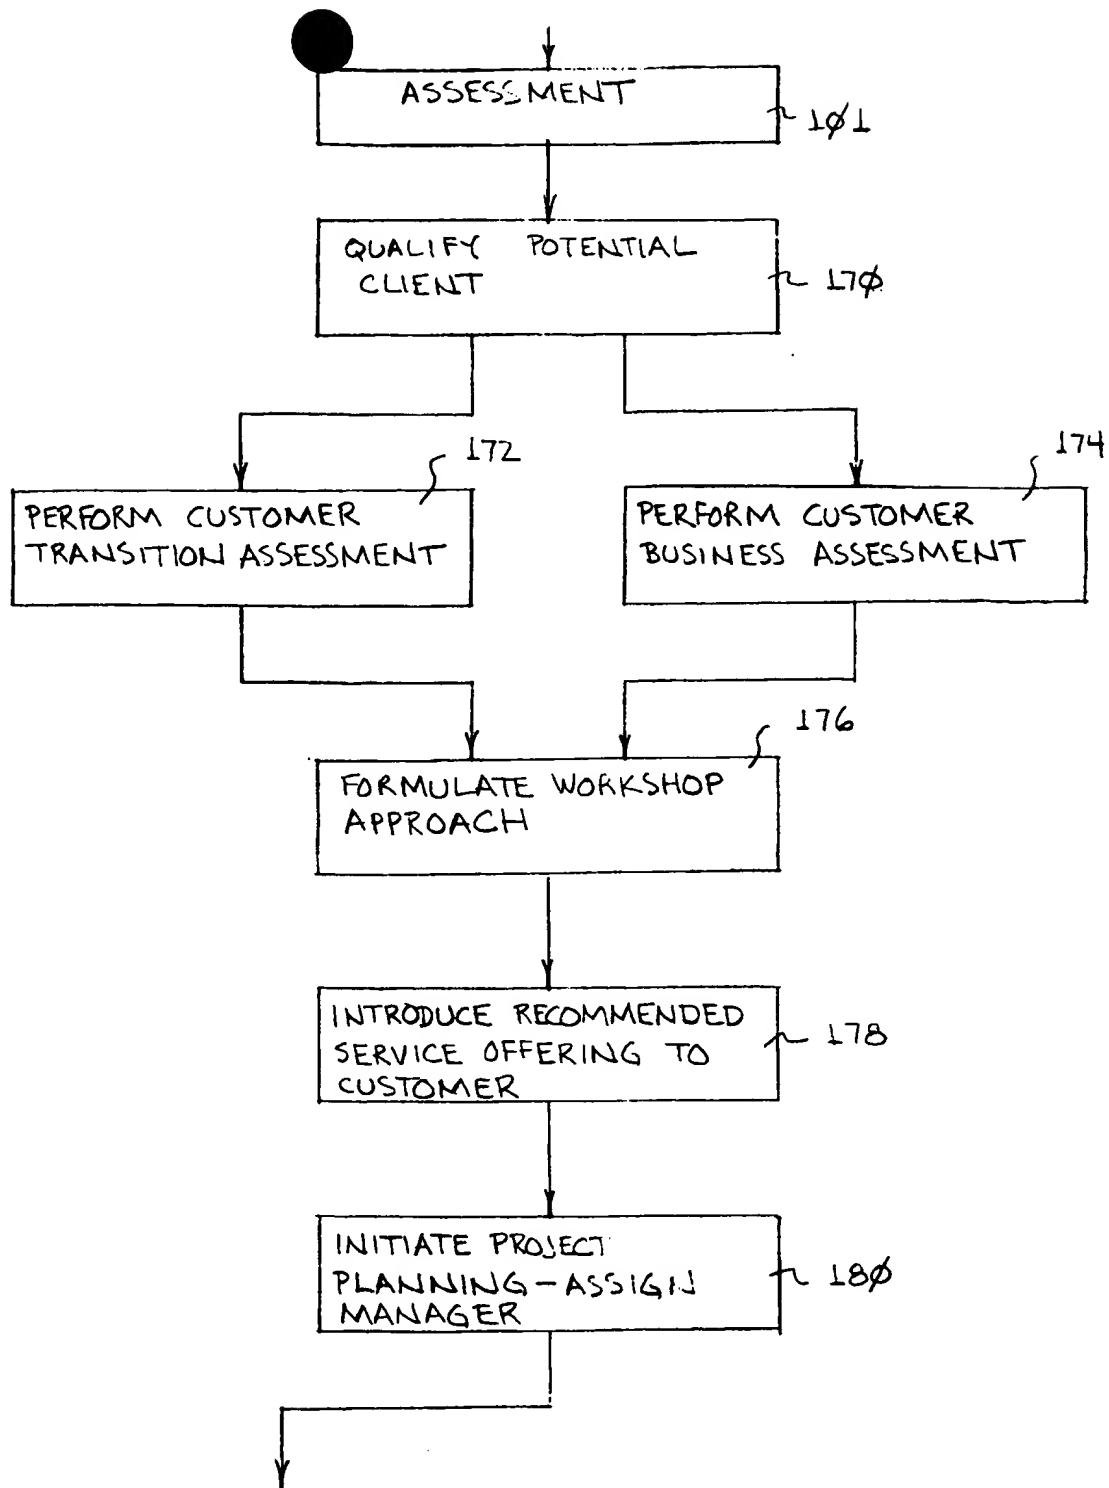 ASSESSMENT
101
QUALIFY POTENTIAL
CLIENT
170
172
174
PERFORM CUSTOMER
TRANSITION ASSESSMENT
PERFORM CUSTOMER
BUSINESS ASSESSMENT
176
FORMULATE WORKSHOP
APPROACH
INTRODUCE RECOMMENDED
SERVICE OFFERING TO
CUSTOMER
178
INITIATE PROJECT
PLANNING-ASSIGN
MANAGER
180